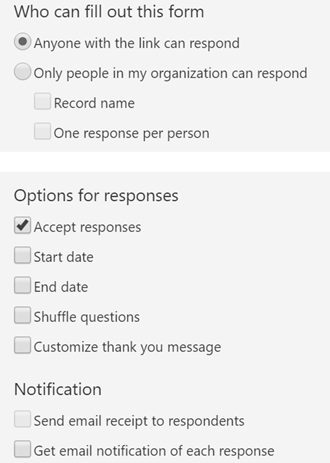 Who can fill out this form
Anyone with the link can respond
Only people in my organization can respond
Record name
One response per person
Options for responses
Accept responses
Start date
End date
Shuffle questions
Customize thank you message
Notification
Send email receipt to respondents
Get email notification of each response